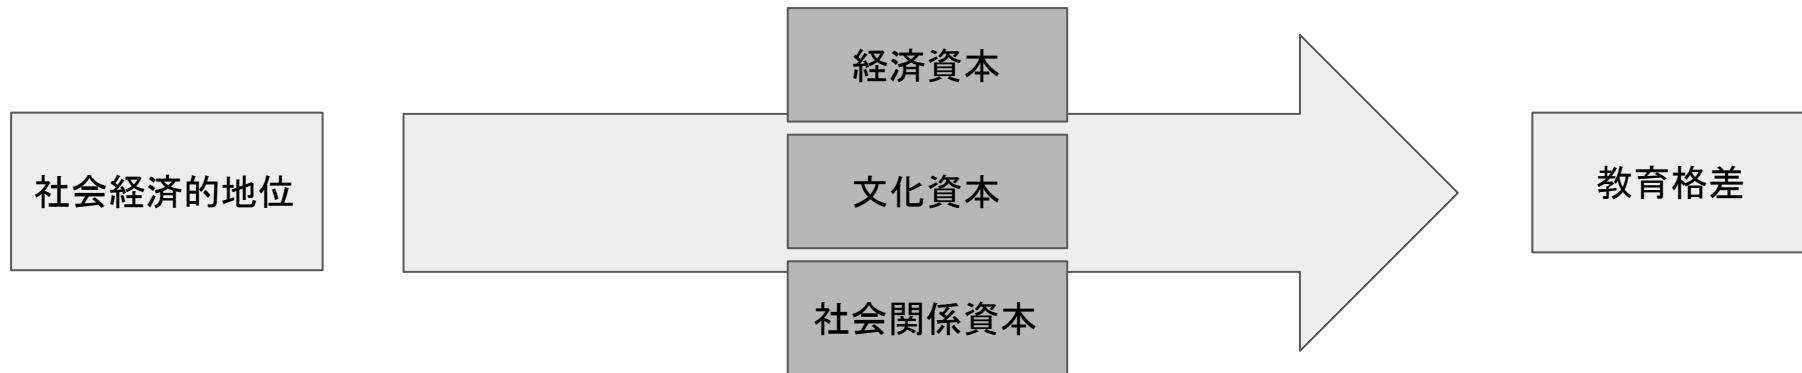 社会経済的地位
経済資本
文化資本
社会関係資本
教育格差